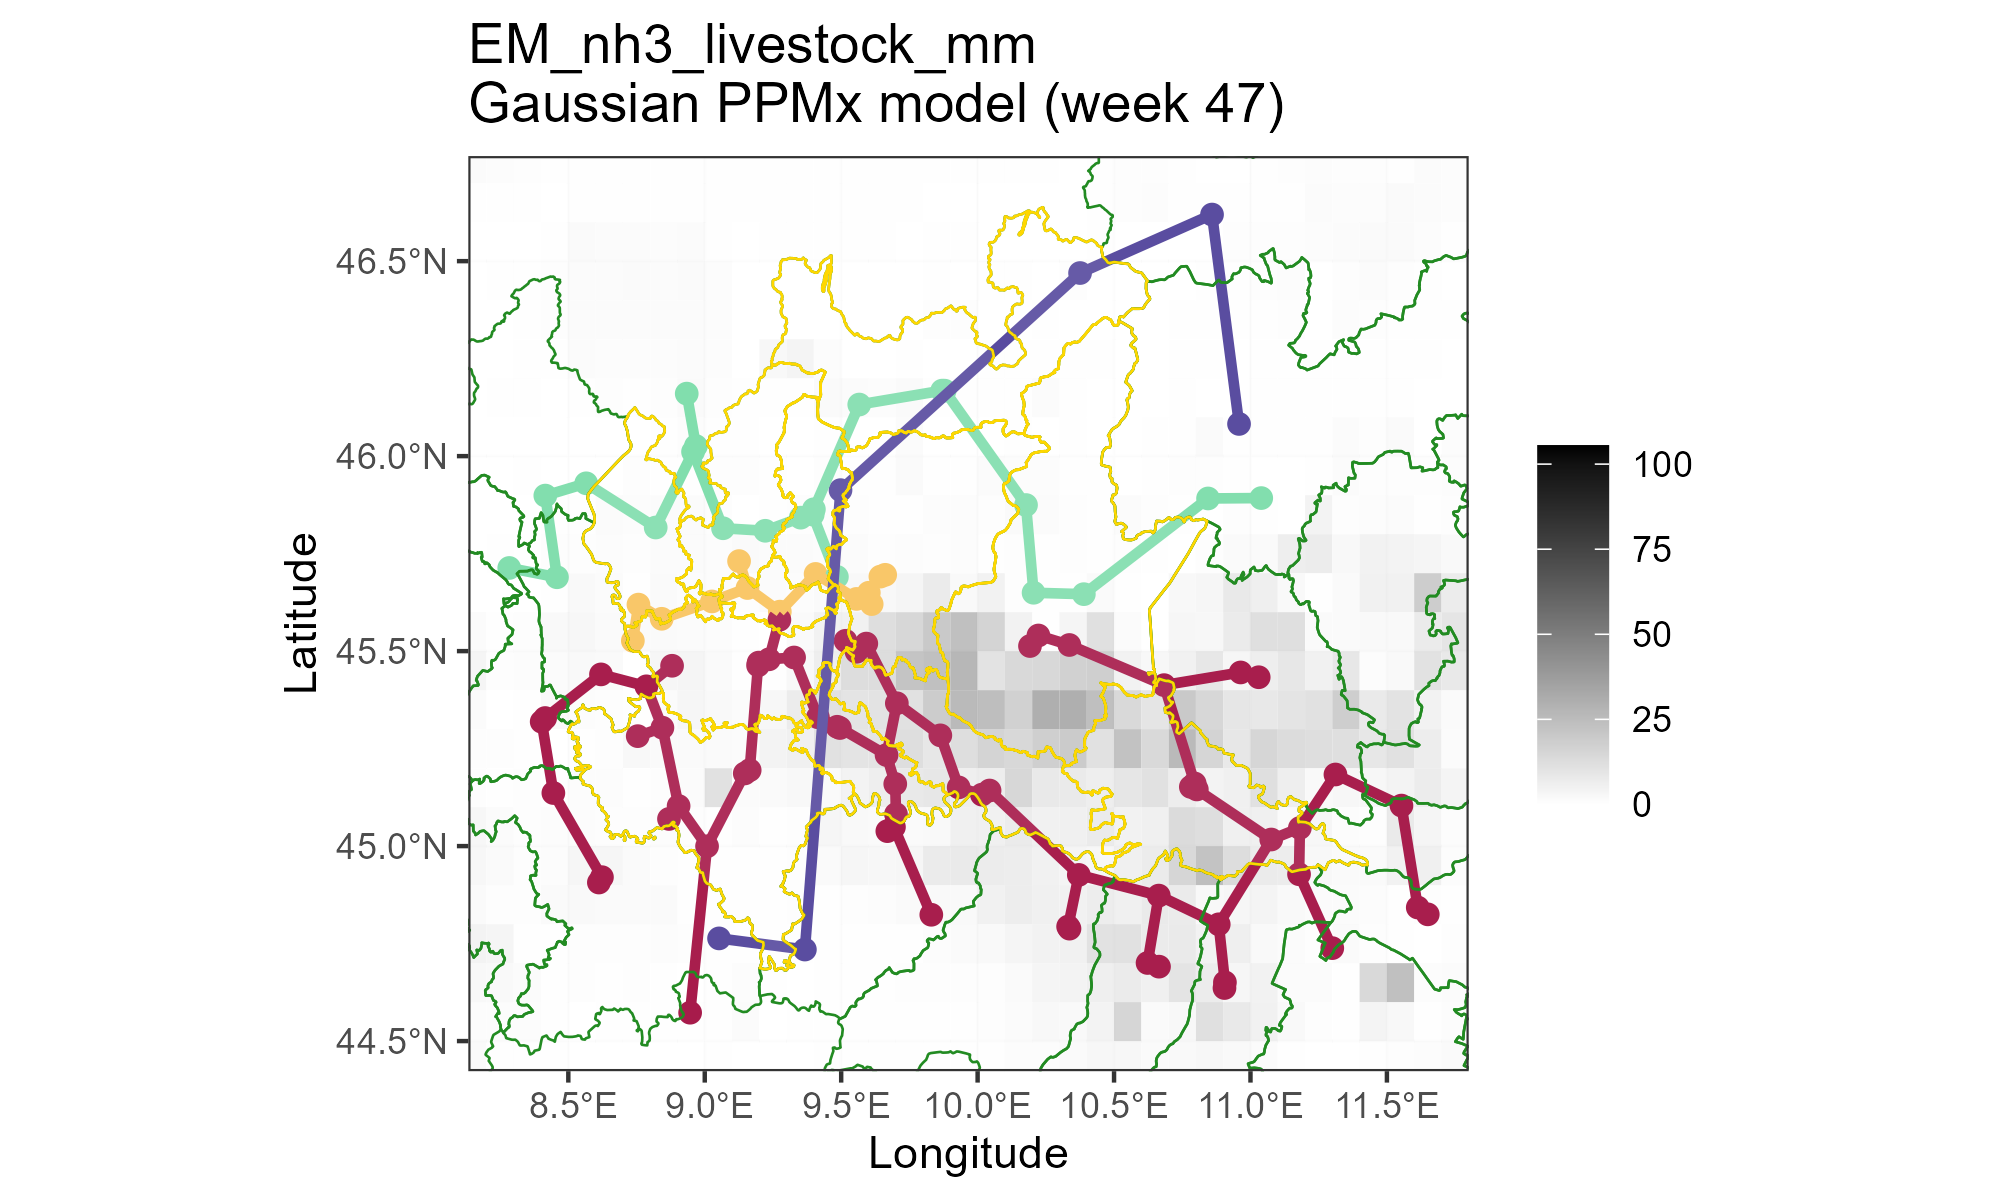 EM_nh3_livestock_mm
Gaussian PPMx model (week 47)
46.5°N
46.0°N
45.5°N
45.0°N
44.5°N
Latitude
8.5°E 9.0°E 9.5°E 10.0°E 10.5°E 11.0°E 11.5°E
Longitude
100
75
50
25
0